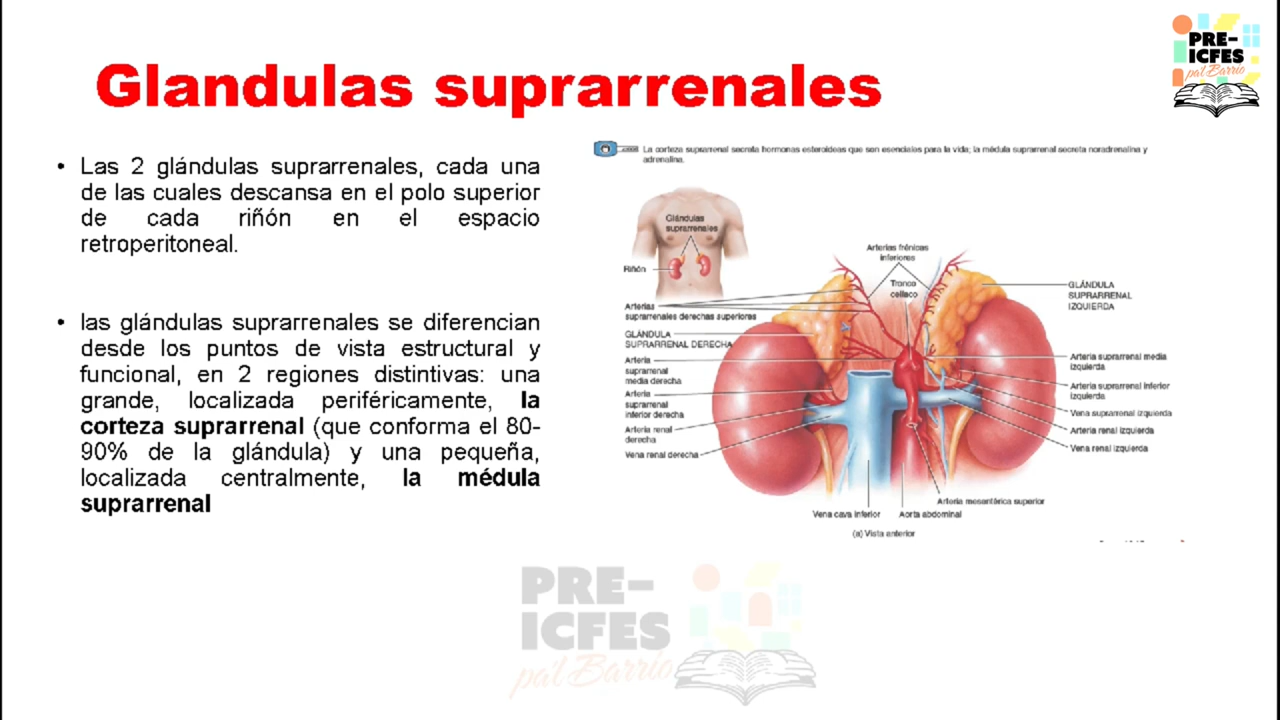 Glandulas suprarrenales
PRE-
ICFES
pa'l Barrio
• Las 2 glándulas suprarrenales, cada una
de las cuales descansa en el polo superior
de cada riñón en el espacio
retroperitoneal.
• las glándulas suprarrenales se diferencian
desde los puntos de vista estructural y
funcional, en 2 regiones distintivas: una
grande, localizada periféricamente, la
corteza suprarrenal (que conforma el 80-
90% de la glándula) y una pequeña,
localizada centralmente, la médula
suprarrenal
La corteza suprarrenal secreta hormonas esteroideas que son esenciales para la vida; la médula suprarrenal secreta noradrenalina y
adrenalina.
Glándulas
suprarrenales
Riñón
Arterias
suprarrenales derechas superiores
GLÁNDULA
SUPRARRENAL DERECHA
Arteria
suprarrenal
media derecha
Arteria
suprarrenal
inferior derecha
Arteria renal
derecha
Vena renal derecha
Arterias frénicas
inferiores
Tronco
celíaco
GLÁNDULA
SUPRARRENAL
IZQUIERDA
Arteria suprarrenal media
izquierda
Arteria suprarrenal inferior
izquierda
Vena suprarrenal izquierda
Arteria renal izquierda
Vena renal izquierda
Arteria mesentérica superior
Vena cava inferior
Aorta abdominal
(a) Vista anterior
PRE-
ICFES
pa'l Barrio